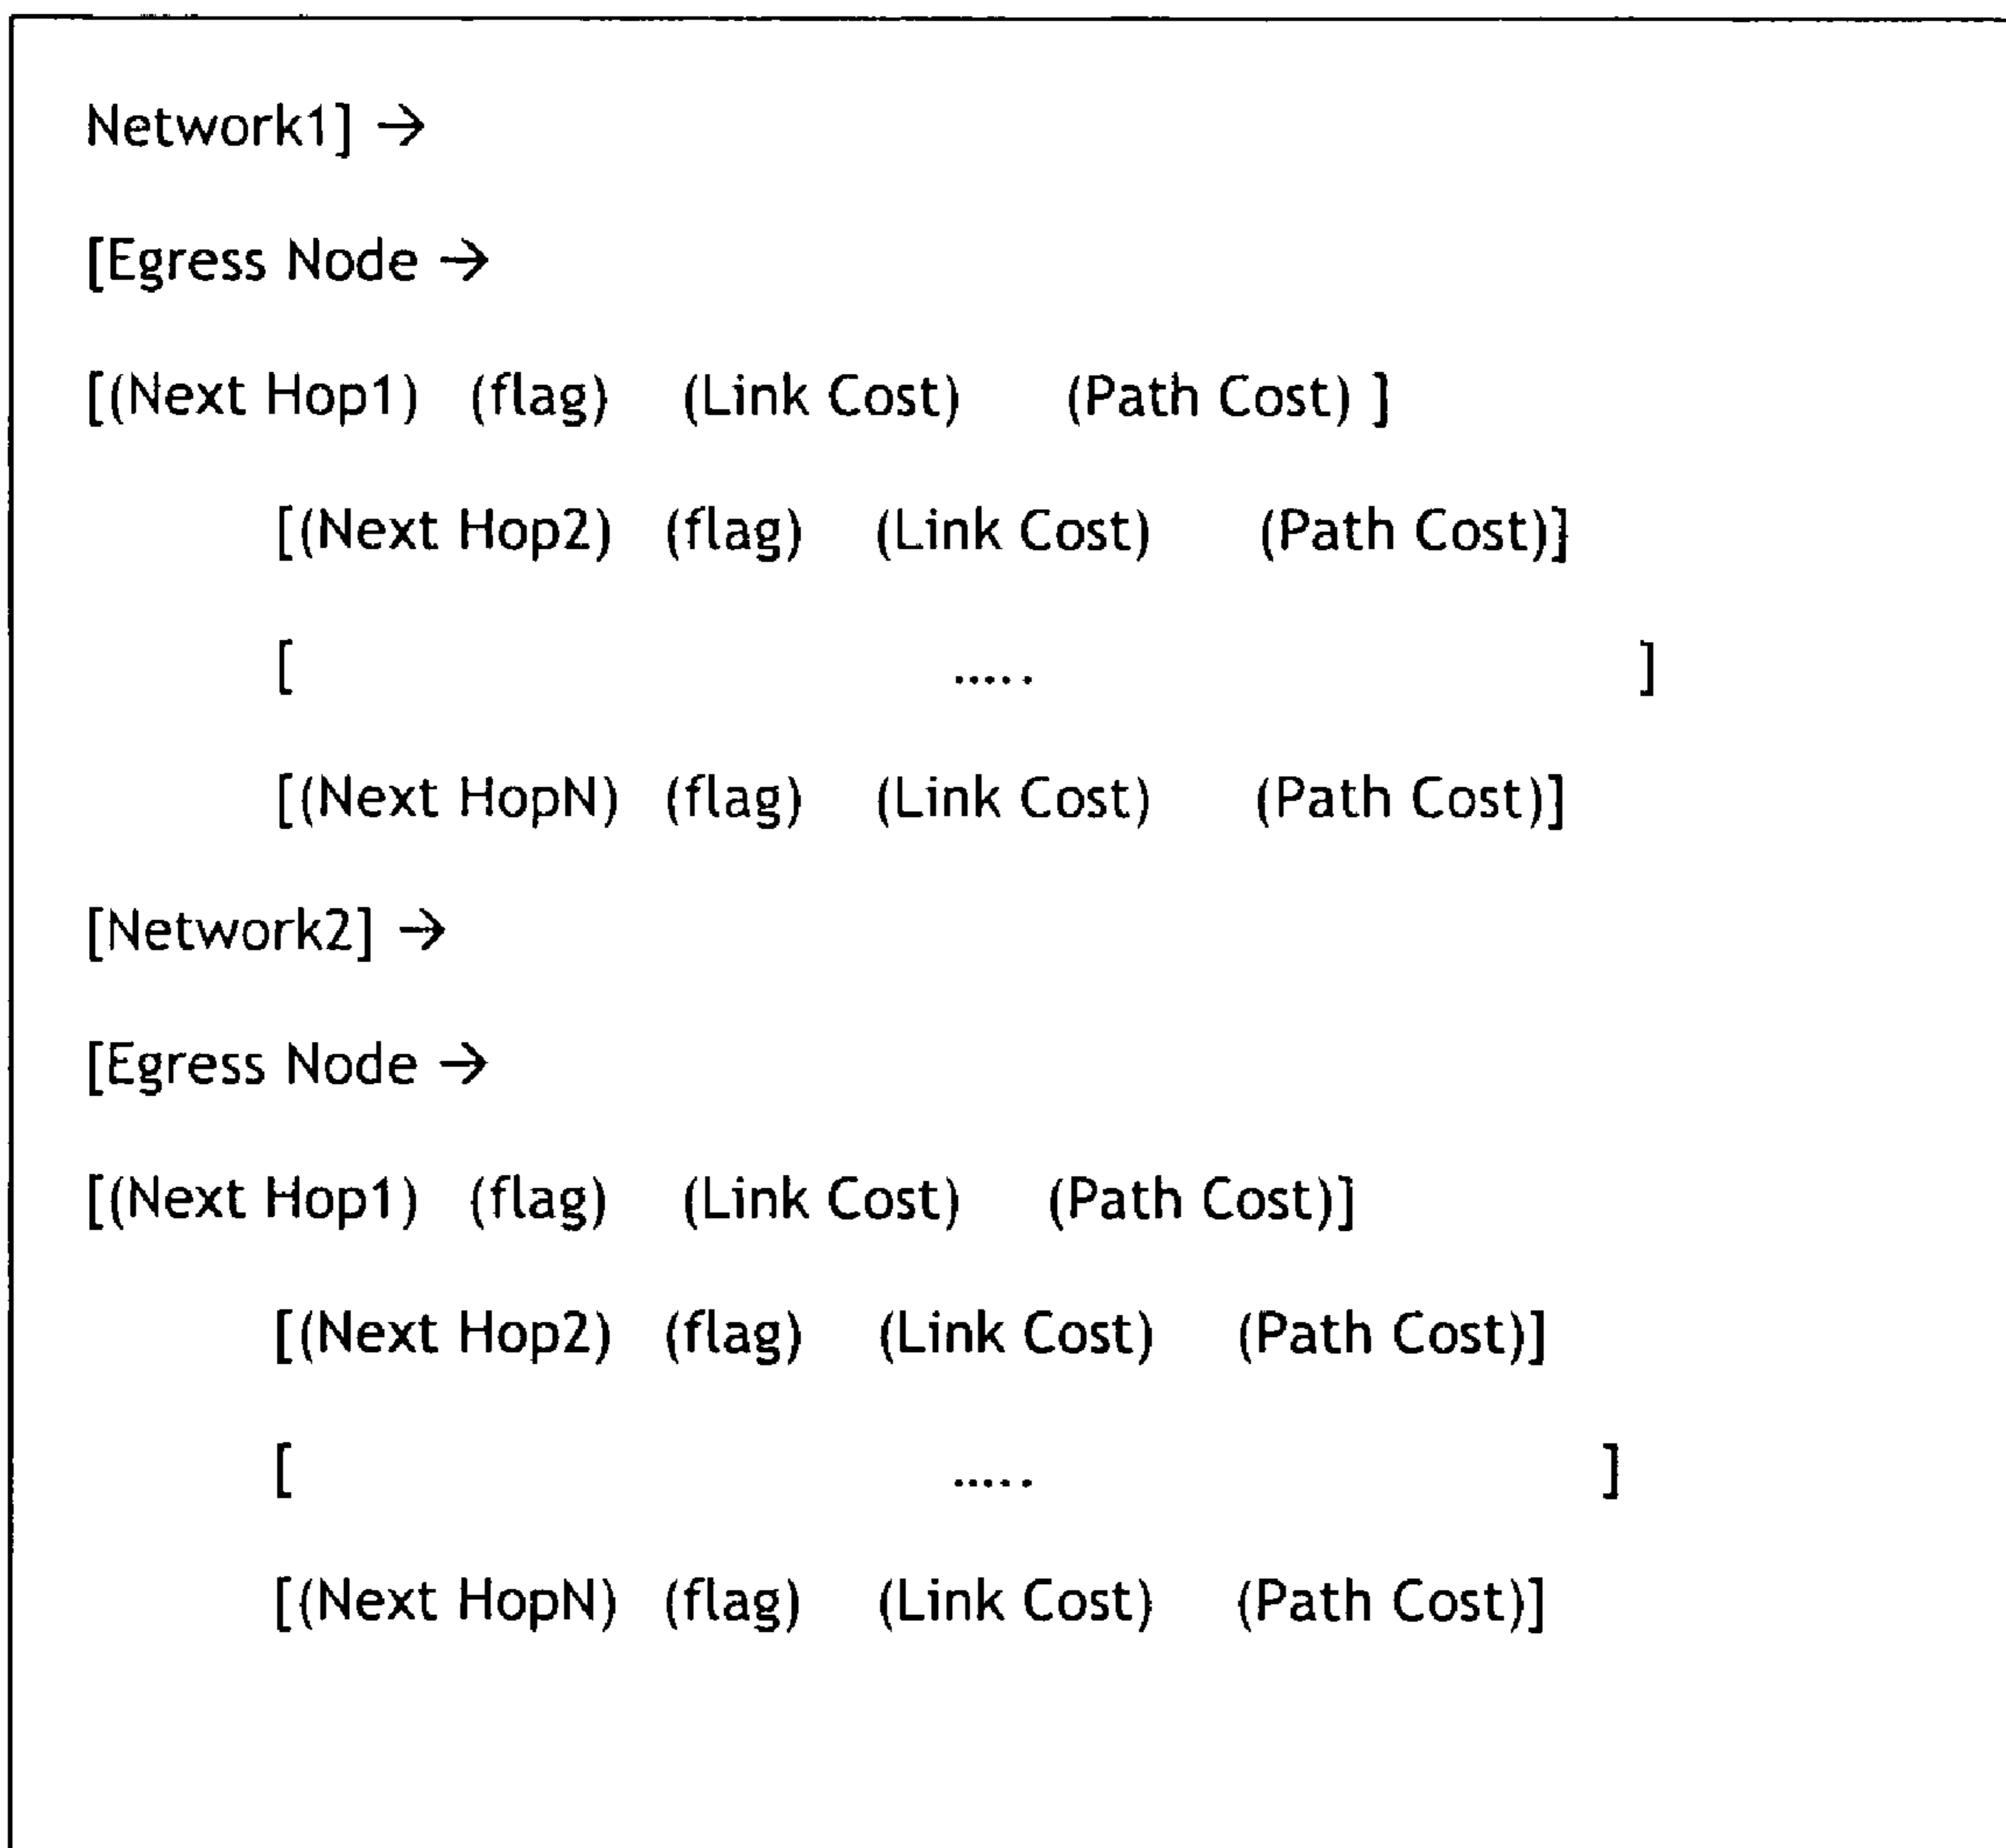 Network1] →
[Egress Node →
[(Next Hop1) (flag) (Link Cost) (Path Cost) ]
[(Next Hop2) (flag) (Link Cost) (Path Cost)]
[ ..... ]
[(Next HopN) (flag) (Link Cost) (Path Cost)]
[Network2] →
[Egress Node →
[(Next Hop1) (flag) (Link Cost) (Path Cost)]
[(Next Hop2) (flag) (Link Cost) (Path Cost)]
[ ..... ]
[(Next HopN) (flag) (Link Cost) (Path Cost)]